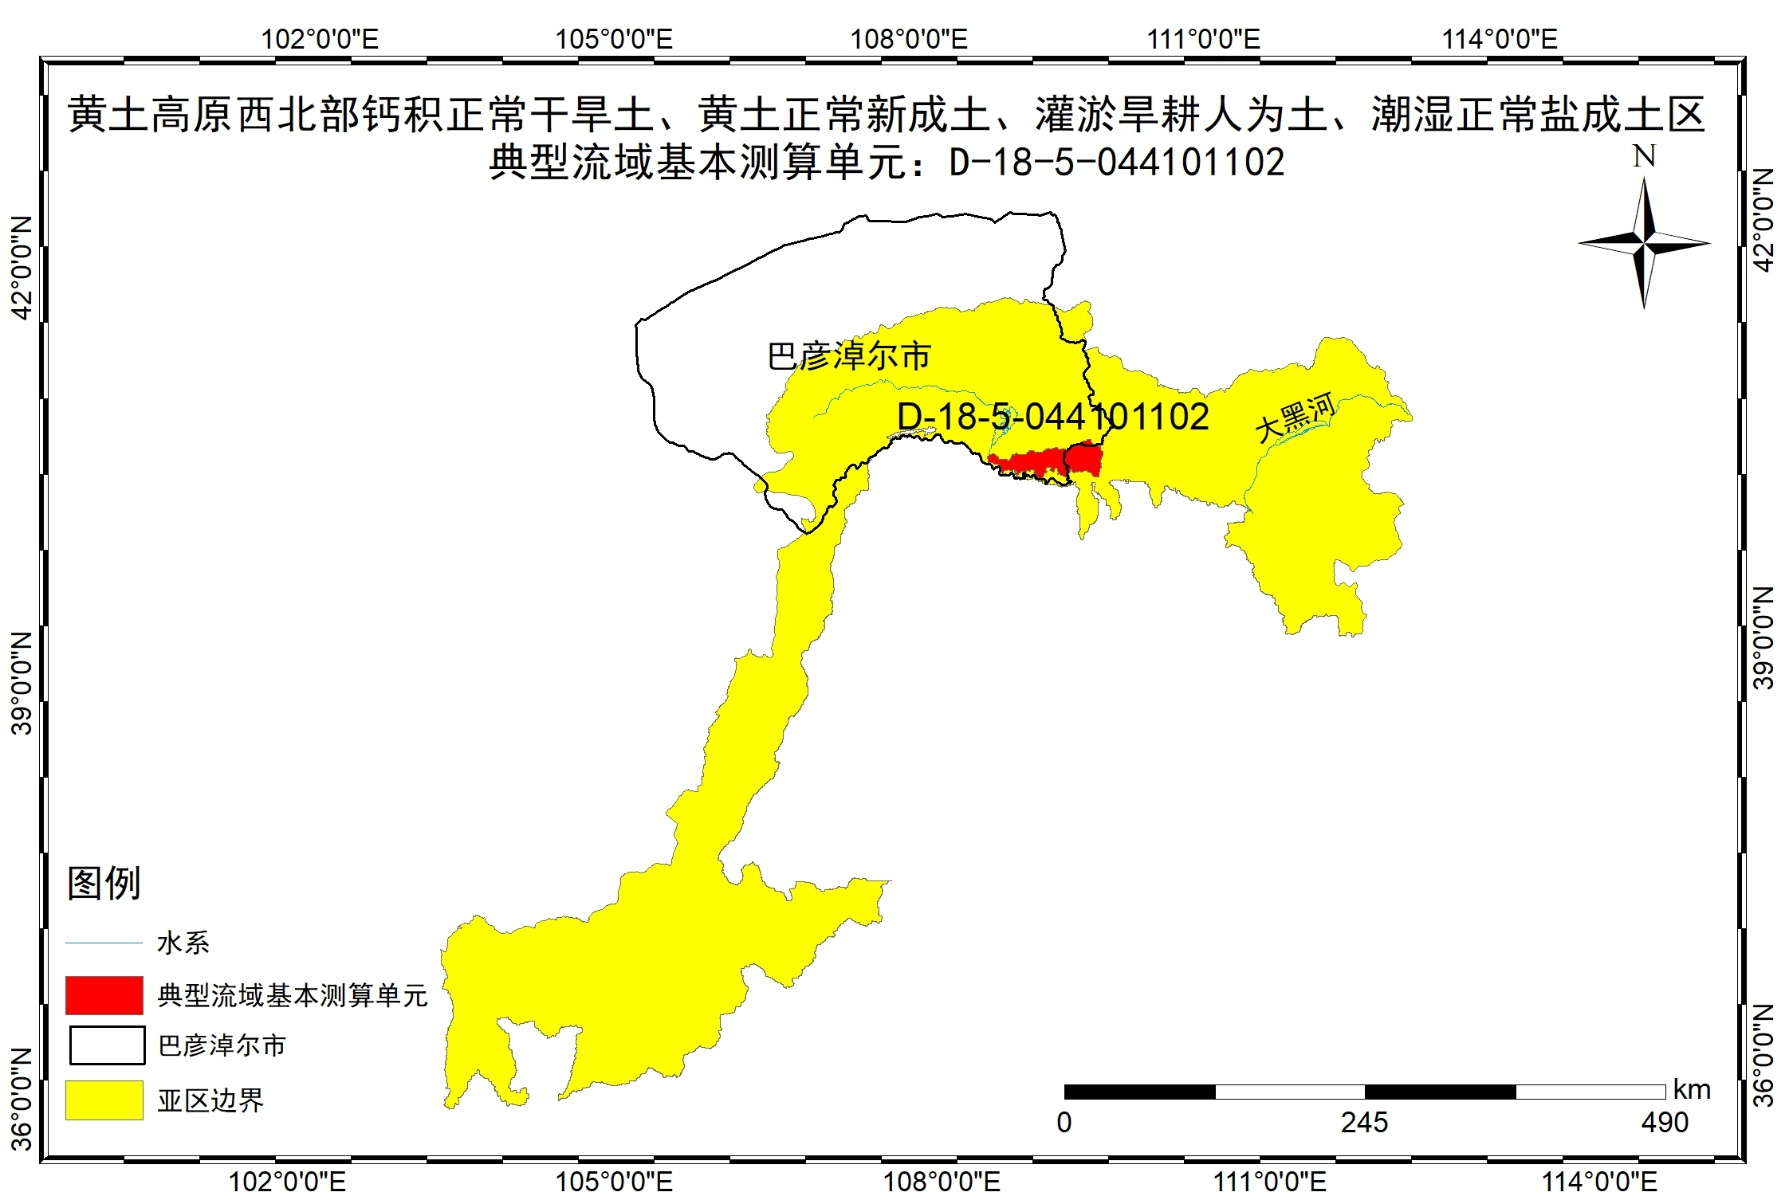 102°0'0"E 105°0'0"E 108°0'0"E 111°0'0"E 114°0'0"E
黄土高原西北部钙积正常干旱土、黄土正常新成土、灌淤旱耕人为土、潮湿正常盐成土区
典型流域基本测算单元：D-18-5-044101102
N
42°0'0"N
42°0'0"N
巴彦淖尔市
D-18-5-044101102
大黑河
39°0'0"N
39°0'0"N
图例
水系
典型流域基本测算单元
巴彦淖尔市
亚区边界
36°0'0"N
36°0'0"N
km
0 245 490
102°0'0"E 105°0'0"E 108°0'0"E 111°0'0"E 114°0'0"E